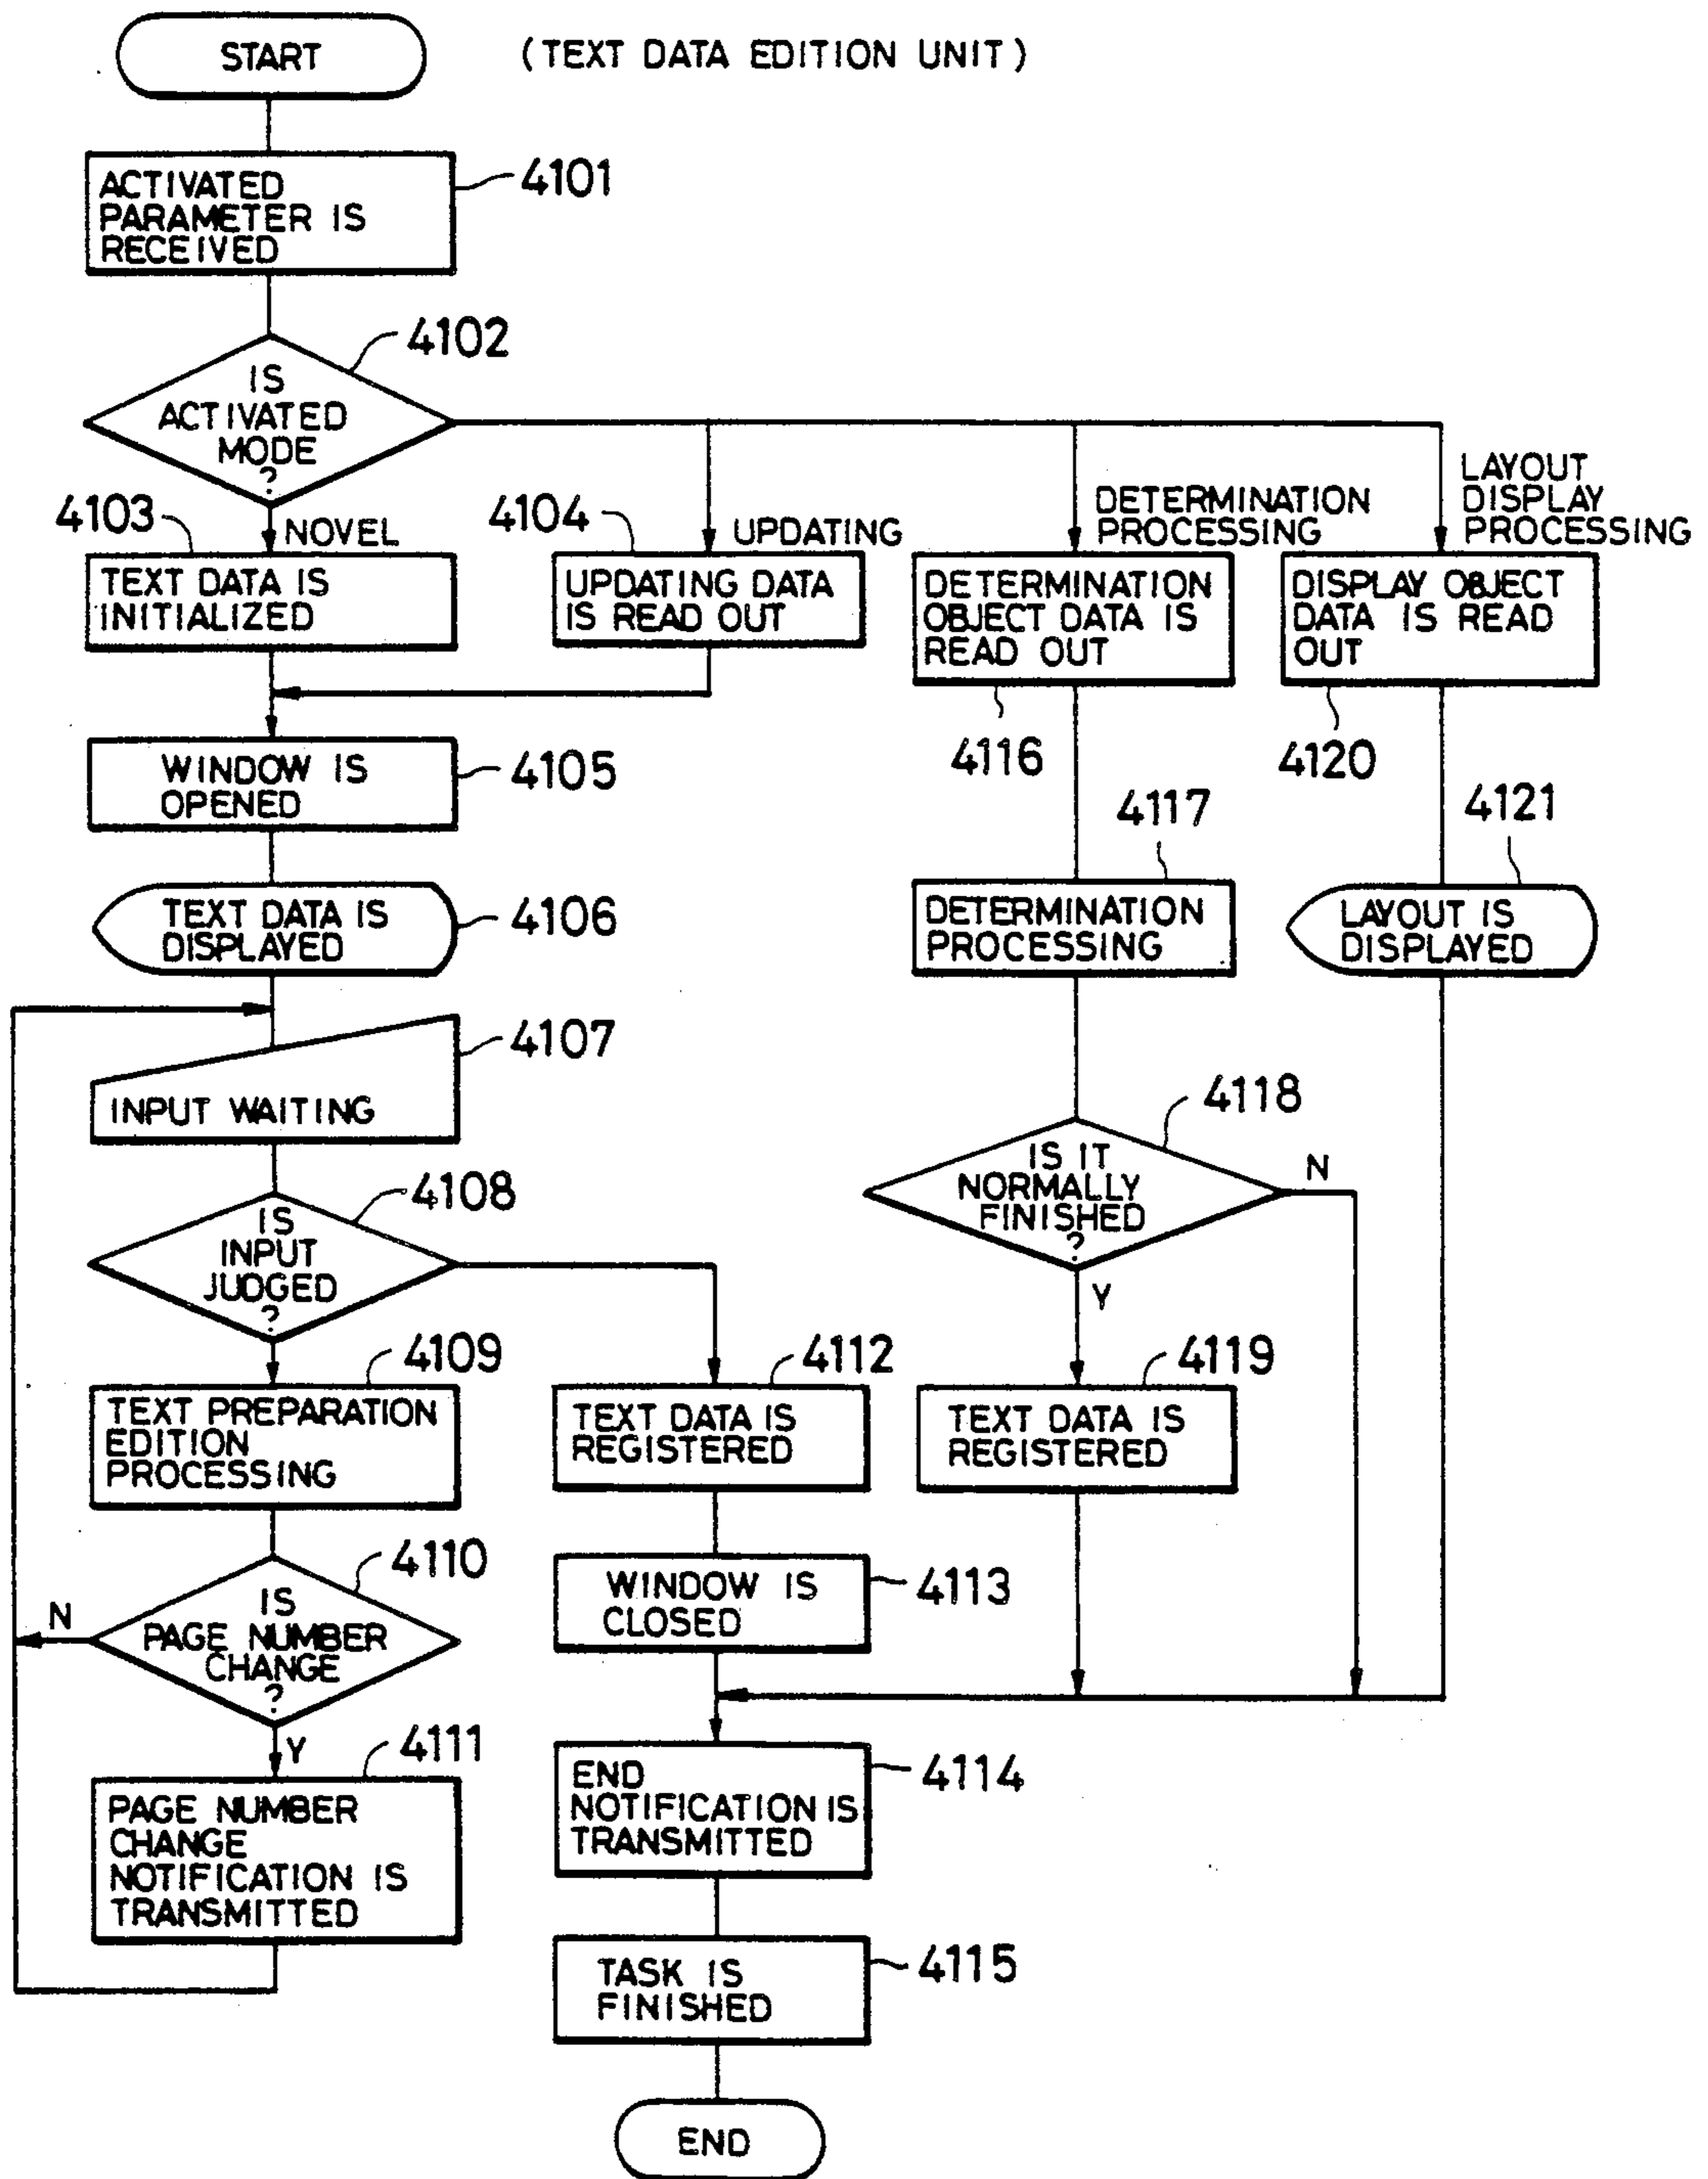 START
(TEXT DATA EDITION UNIT)
ACTIVATED
PARAMETER IS
RECEIVED
4101
4102
IS
ACTIVATED
MODE
?
4103
NOVEL
4104
UPDATING
DETERMINATION
PROCESSING
LAYOUT
DISPLAY
PROCESSING
TEXT DATA IS
INITIALIZED
UPDATING DATA
IS READ OUT
DETERMINATION
OBJECT DATA IS
READ OUT
DISPLAY OBJECT
DATA IS READ
OUT
4116
4120
WINDOW IS
OPENED
4105
4117
4121
TEXT DATA IS
DISPLAYED
4106
DETERMINATION
PROCESSING
LAYOUT IS
DISPLAYED
4107
INPUT WAITING
4118
IS IT
NORMALLY
FINISHED
?
N
Y
4108
IS
INPUT
JUDGED
?
4109
TEXT PREPARATION
EDITION
PROCESSING
4112
TEXT DATA IS
REGISTERED
4119
TEXT DATA IS
REGISTERED
4110
IS
PAGE NUMBER
CHANGE
?
N
Y
WINDOW IS
CLOSED
4113
4111
PAGE NUMBER
CHANGE
NOTIFICATION IS
TRANSMITTED
END
NOTIFICATION IS
TRANSMITTED
4114
TASK IS
FINISHED
4115
END